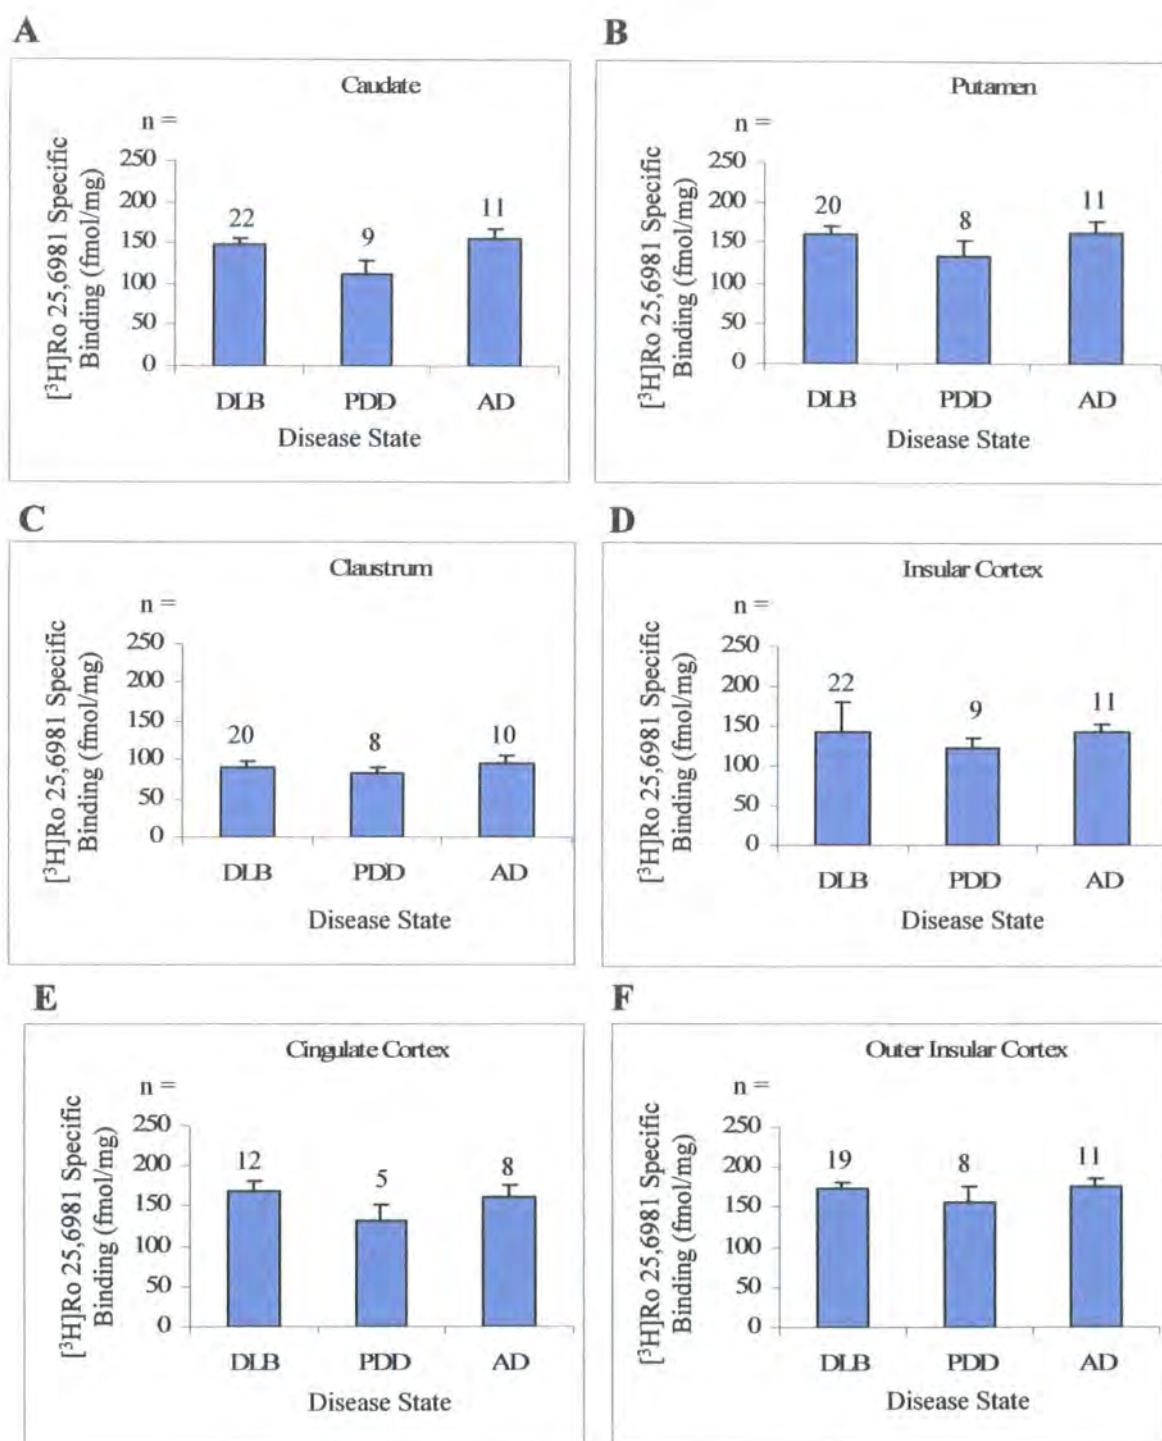 A
Caudate
n =
[³H]Ro 25,6981 Specific
Binding (fmol/mg)
250
200
150
100
50
0
22
9
11
DLB PDD AD
Disease State
B
Putamen
n =
[³H]Ro 25,6981 Specific
Binding (fmol/mg)
250
200
150
100
50
0
20
8
11
DLB PDD AD
Disease State
C
Claustrum
n =
[³H]Ro 25,6981 Specific
Binding (fmol/mg)
250
200
150
100
50
0
20
8
10
DLB PDD AD
Disease State
D
Insular Cortex
n =
[³H]Ro 25,6981 Specific
Binding (fmol/mg)
250
200
150
100
50
0
22
9
11
DLB PDD AD
Disease State
E
Cingulate Cortex
n =
[³H]Ro 25,6981 Specific
Binding (fmol/mg)
250
200
150
100
50
0
12
5
8
DLB PDD AD
Disease State
F
Outer Insular Cortex
n =
[³H]Ro 25,6981 Specific
Binding (fmol/mg)
250
200
150
100
50
0
19
8
11
DLB PDD AD
Disease State